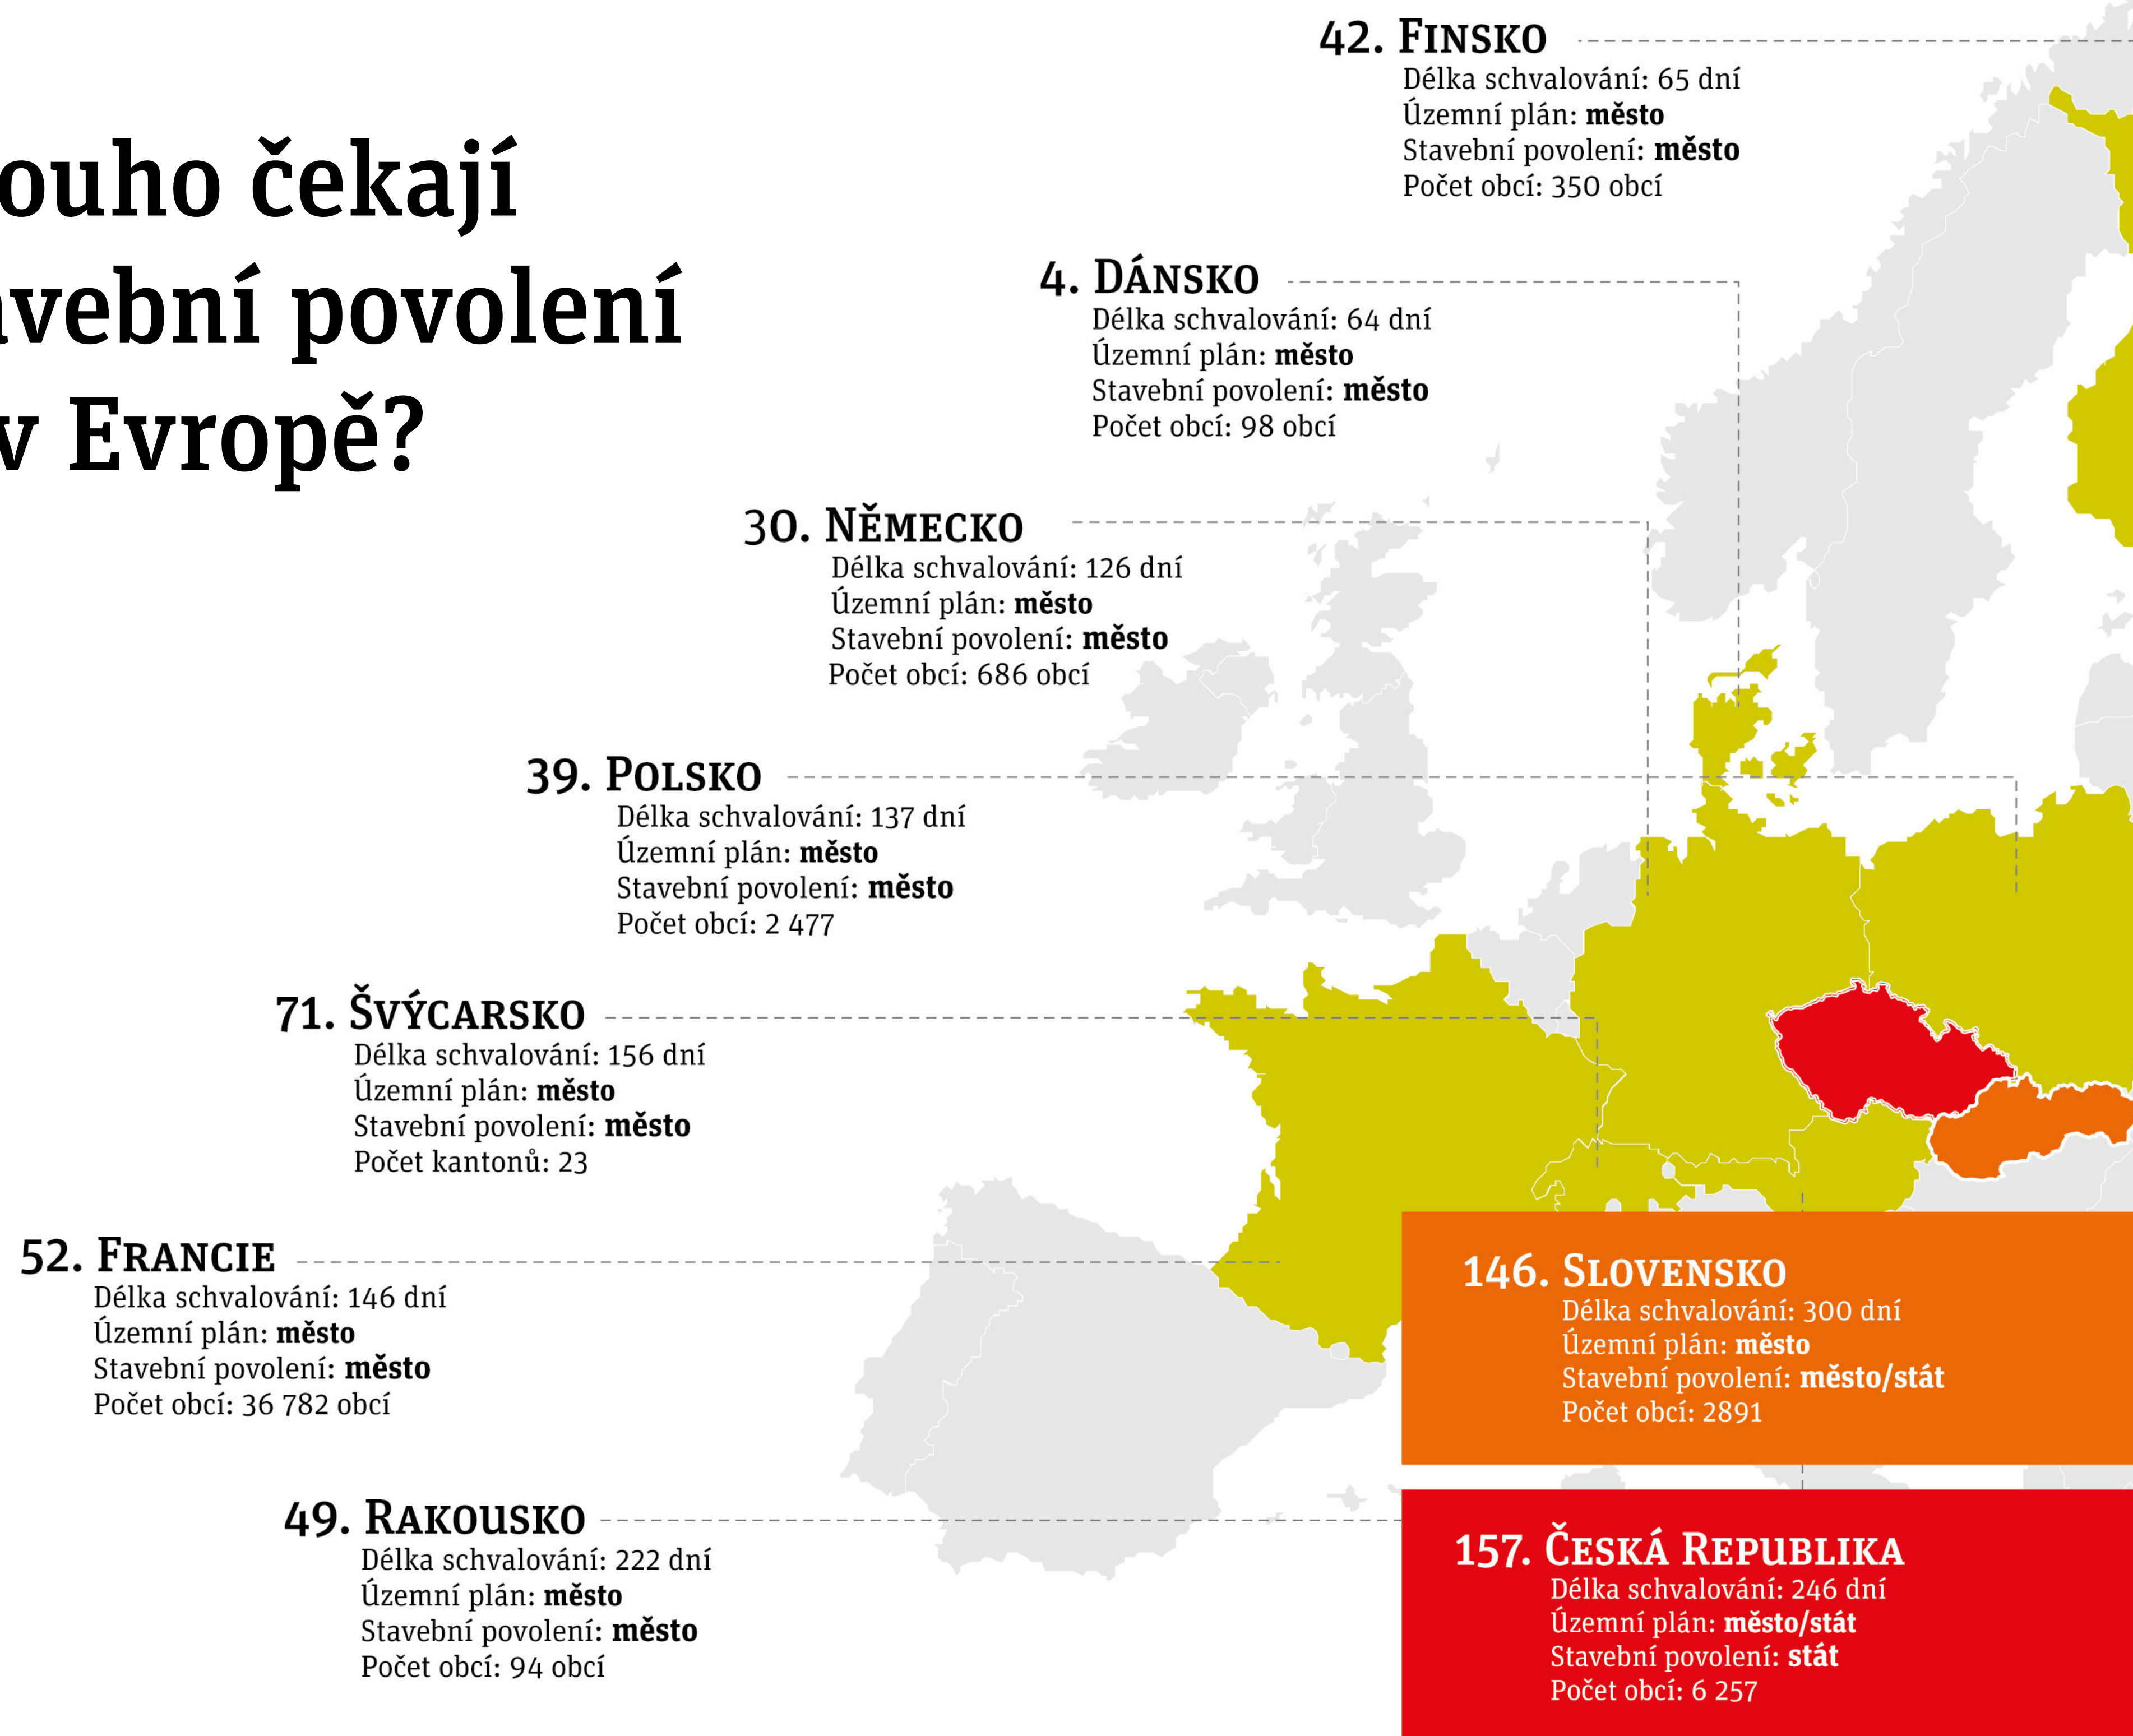 ouho čekají
vební povolení
v Evropě?
42. Finsko
Délka schvalování: 65 dní
Územní plán: město
Stavební povolení: město
Počet obcí: 350 obcí
4. Dánsko
Délka schvalování: 64 dní
Územní plán: město
Stavební povolení: město
Počet obcí: 98 obcí
30. Německo
Délka schvalování: 126 dní
Územní plán: město
Stavební povolení: město
Počet obcí: 686 obcí
39. Polsko
Délka schvalování: 137 dní
Územní plán: město
Stavební povolení: město
Počet obcí: 2 477
71. Švýcarsko
Délka schvalování: 156 dní
Územní plán: město
Stavební povolení: město
Počet kantonů: 23
52. Francie
Délka schvalování: 146 dní
Územní plán: město
Stavební povolení: město
Počet obcí: 36 782 obcí
49. Rakousko
Délka schvalování: 222 dní
Územní plán: město
Stavební povolení: město
Počet obcí: 94 obcí
146. Slovensko
Délka schvalování: 300 dní
Územní plán: město
Stavební povolení: město/stát
Počet obcí: 2891
157. Česká Republika
Délka schvalování: 246 dní
Územní plán: město/stát
Stavební povolení: stát
Počet obcí: 6 257